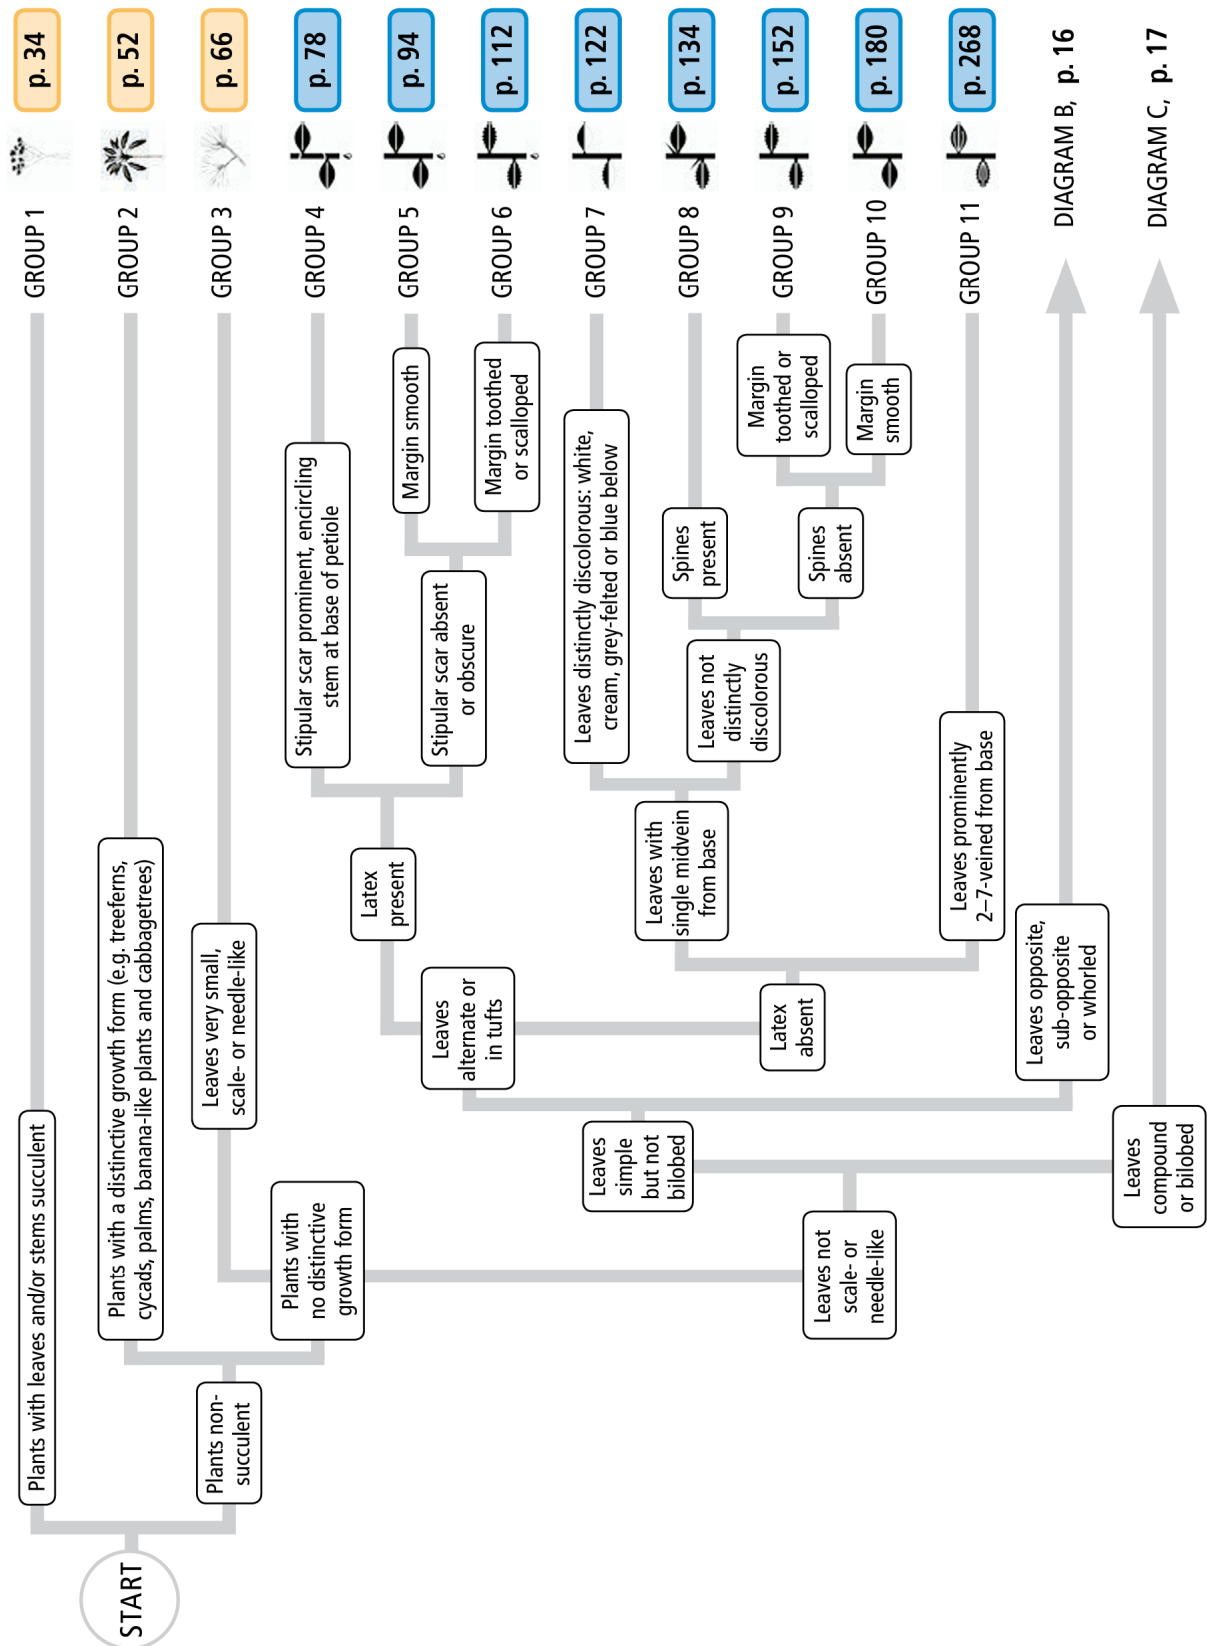 START
Plants with leaves and/or stems succulent
GROUP 1
p. 34
Plants non-
succulent
Plants with a distinctive growth form (e.g. treeferns,
cycads, palms, banana-like plants and cabbagetrees)
GROUP 2
p. 52
Plants with
no distinctive
growth form
Leaves very small,
scale- or needle-like
GROUP 3
p. 66
Leaves not
scale- or
needle-like
Leaves
simple
but not
bilobed
Leaves
alternate or
in tufts
Latex
present
Stipular scar prominent, encircling
stem at base of petiole
GROUP 4
p. 78
Stipular scar absent
or obscure
Margin smooth
GROUP 5
p. 94
Margin toothed
or scalloped
GROUP 6
p. 112
Latex
absent
Leaves with
single midvein
from base
Leaves distinctly discolorous: white,
cream, grey-felted or blue below
GROUP 7
p. 122
Leaves not
distinctly
discolorous
Spines
present
GROUP 8
p. 134
Spines
absent
Margin
toothed or
scalloped
GROUP 9
p. 152
Margin
smooth
GROUP 10
p. 180
Leaves prominently
2–7-veined from base
GROUP 11
p. 268
Leaves opposite,
sub-opposite
or whorled
DIAGRAM B, p. 16
Leaves
compound
or bilobed
DIAGRAM C, p. 17